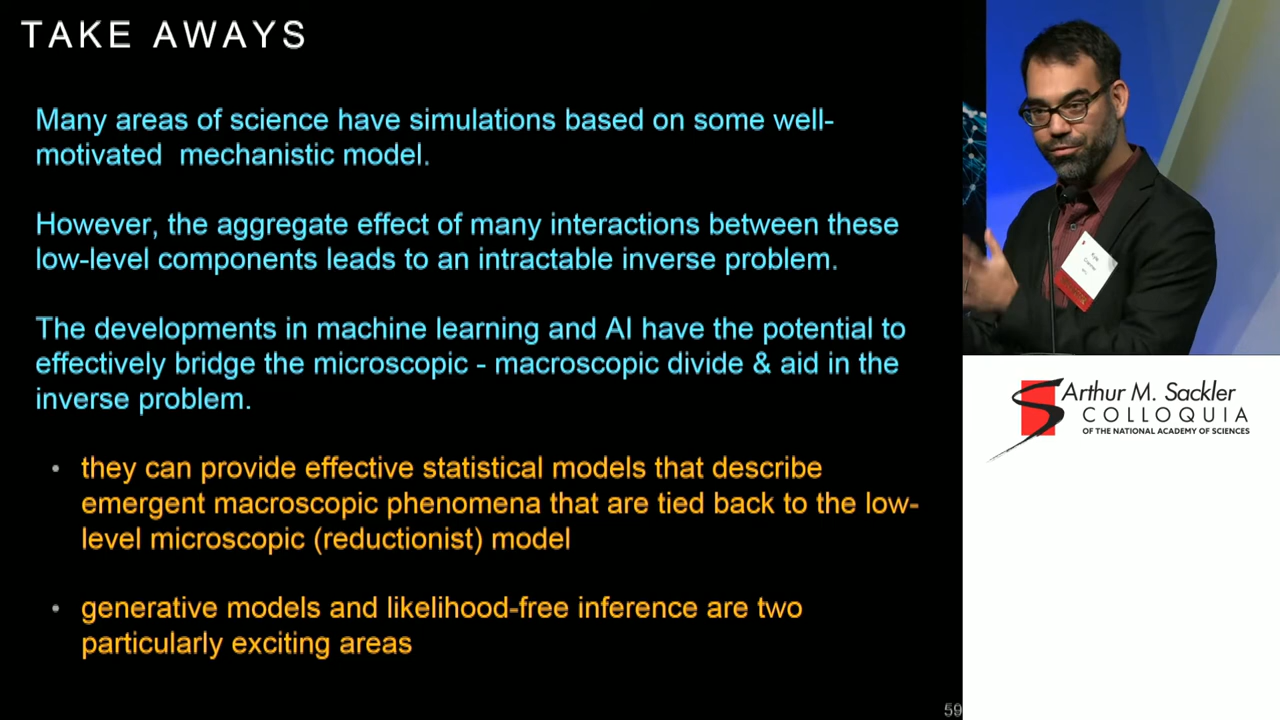 TAKE AWAYS
Many areas of science have simulations based on some well-
motivated mechanistic model.
However, the aggregate effect of many interactions between these
low-level components leads to an intractable inverse problem.
The developments in machine learning and AI have the potential to
effectively bridge the microscopic - macroscopic divide & aid in the
inverse problem.
• they can provide effective statistical models that describe
emergent macroscopic phenomena that are tied back to the low-
level microscopic (reductionist) model
• generative models and likelihood-free inference are two
particularly exciting areas
59
Arthur M. Sackler
COLLOQUIA
OF THE NATIONAL ACADEMY OF SCIENCES